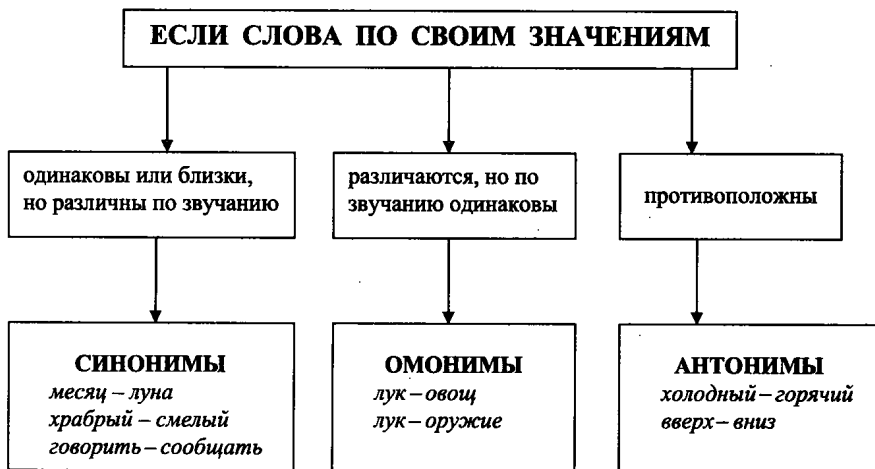 ЕСЛИ СЛОВА ПО СВОИМ ЗНАЧЕНИЯМ
одинаковы или близки,
но различны по звучанию
различаются, но по
звучанию одинаковы
противоположны
СИНОНИМЫ
месяц – луна
храбрый – смелый
говорить – сообщать
ОМОНИМЫ
лук – овощ
лук – оружие
АНТОНИМЫ
холодный – горячий
вверх – вниз